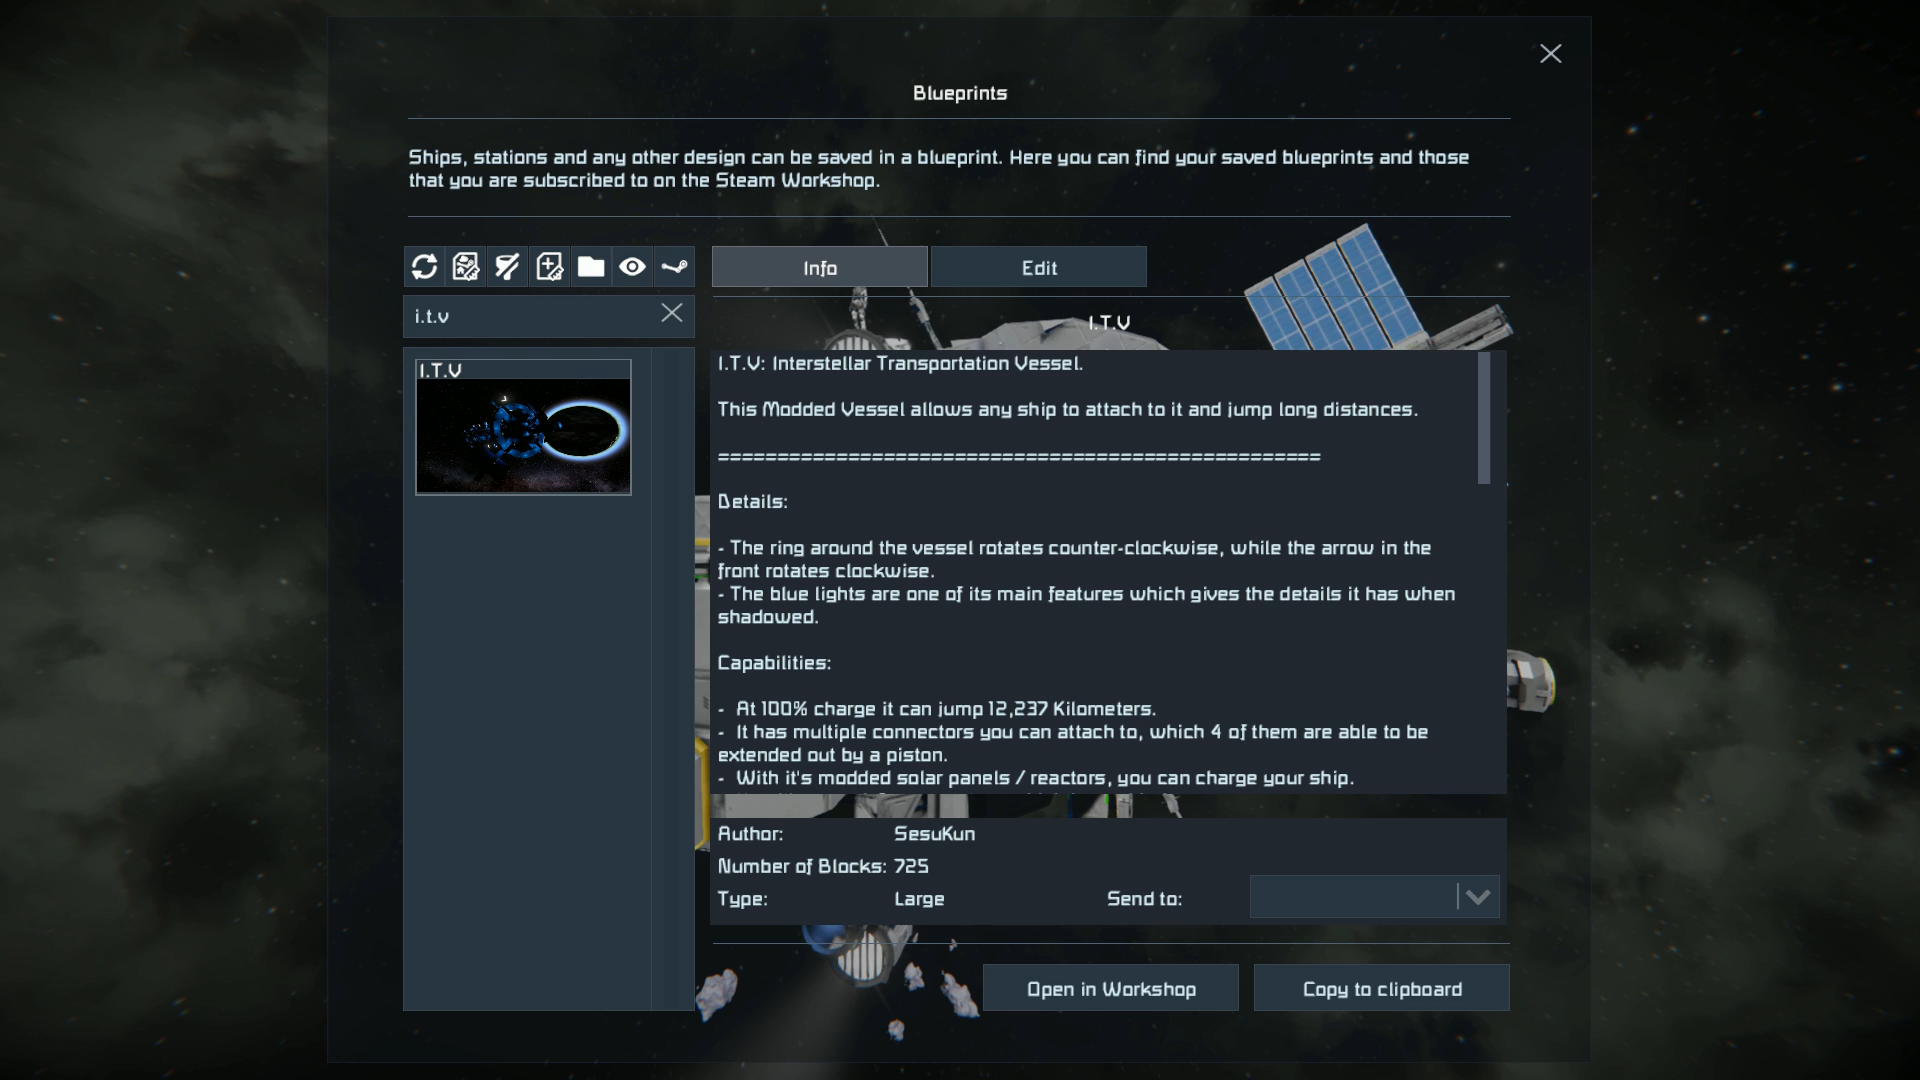 Blueprints
Ships, stations and any other design can be saved in a blueprint. Here you can find your saved blueprints and those
that you are subscribed to on the Steam Workshop.
Info
Edit
i.t.v
I.T.V
I.T.V
I.T.V: Interstellar Transportation Vessel.
This Modded Vessel allows any ship to attach to it and jump long distances.
===================================================
Details:
- The ring around the vessel rotates counter-clockwise, while the arrow in the
front rotates clockwise.
- The blue lights are one of its main features which gives the details it has when
shadowed.
Capabilities:
- At 100% charge it can jump 12,237 Kilometers.
- It has multiple connectors you can attach to, which 4 of them are able to be
extended out by a piston.
- With it's modded solar panels / reactors, you can charge your ship.
Author: SesuKun
Number of Blocks: 725
Type: Large
Send to:
Open in Workshop
Copy to clipboard